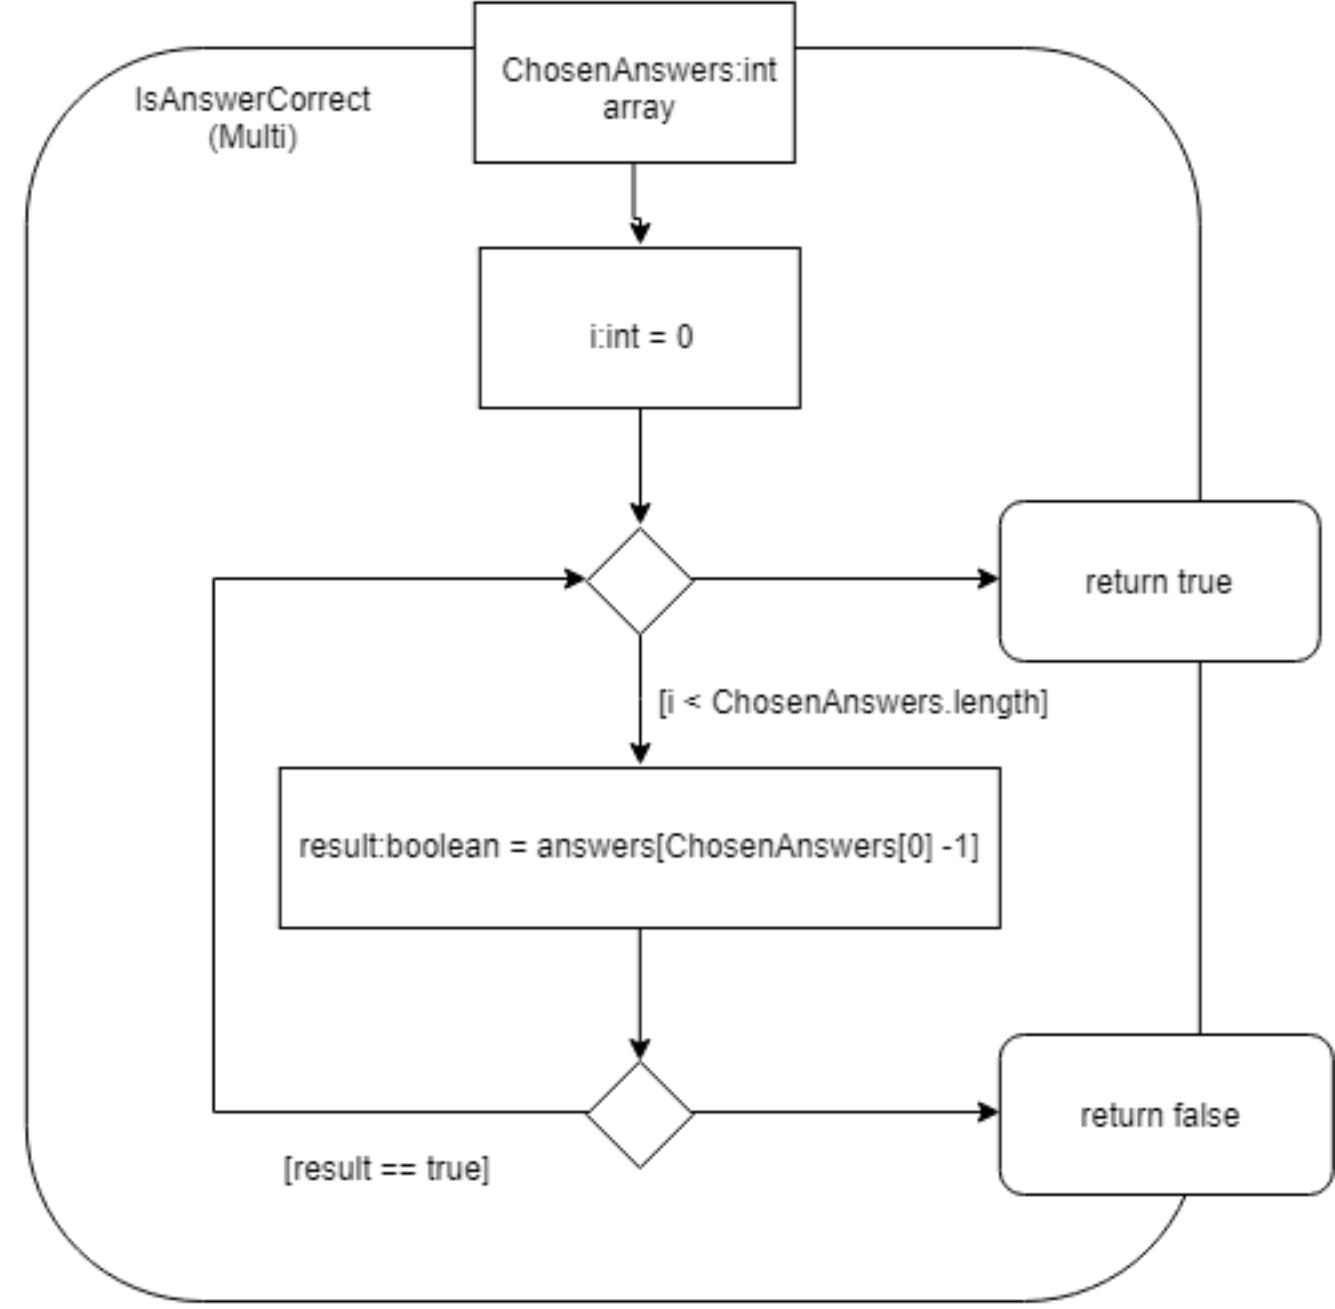 ChosenAnswers:int
array
IsAnswerCorrect
(Multi)
i:int = 0
return true
[i < ChosenAnswers.length]
result:boolean = answers[ChosenAnswers[0] -1]
return false
[result == true]